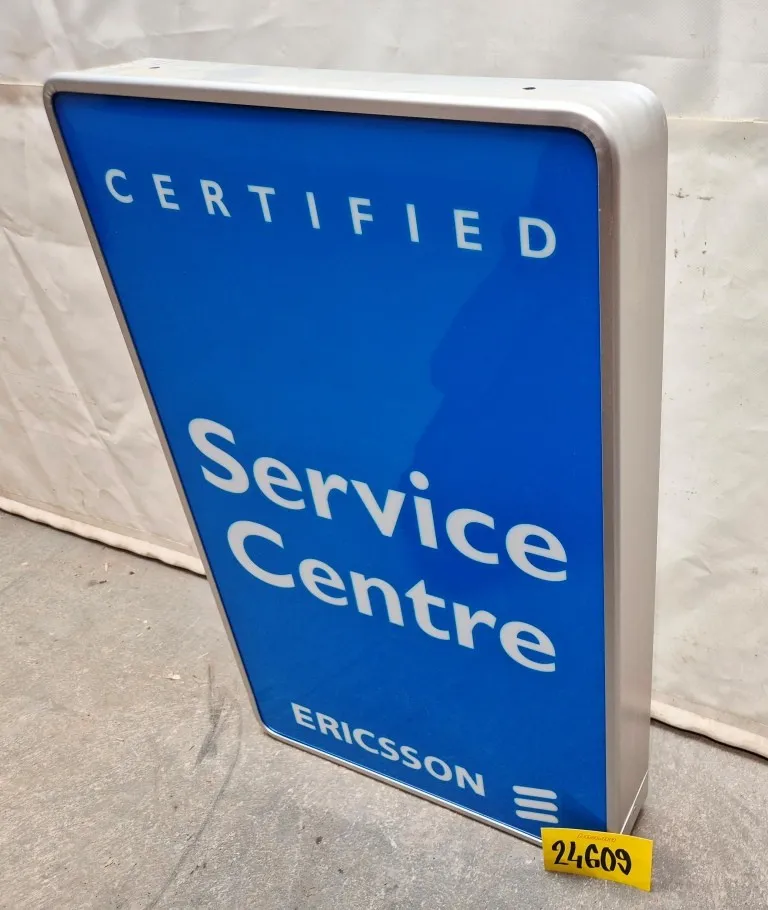 CERTIFIED
Service
Centre
ERICSSON
24609